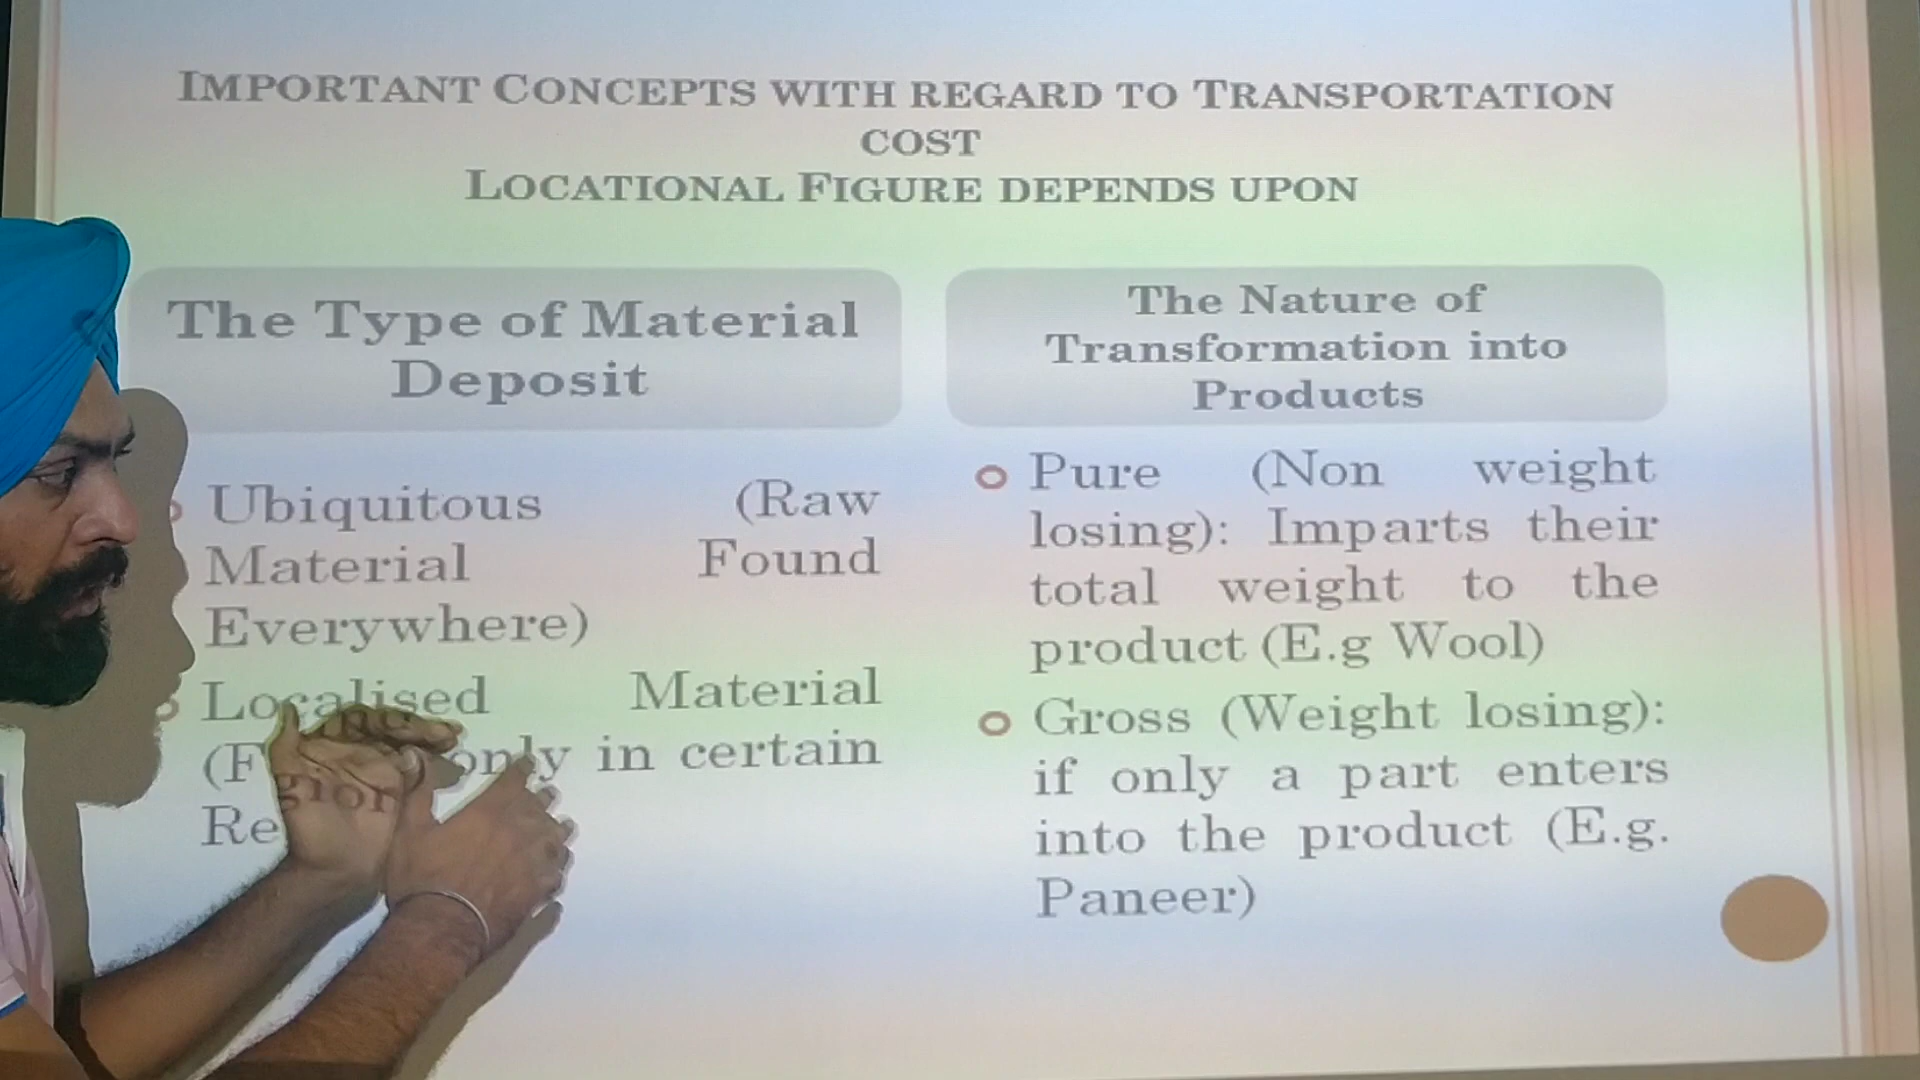 IMPORTANT CONCEPTS WITH REGARD TO TRANSPORTATION
COST
LOCATIONAL FIGURE DEPENDS UPON
The Type of Material
Deposit
Ubiquitous (Raw
Material Found
Everywhere)
Localised Material
only in certain
The Nature of
Transformation into
Products
Pure (Non weight
losing): Imparts their
total weight to the
product (E.g Wool)
Gross (Weight losing):
if only a part enters
into the product (E.g.
Paneer)